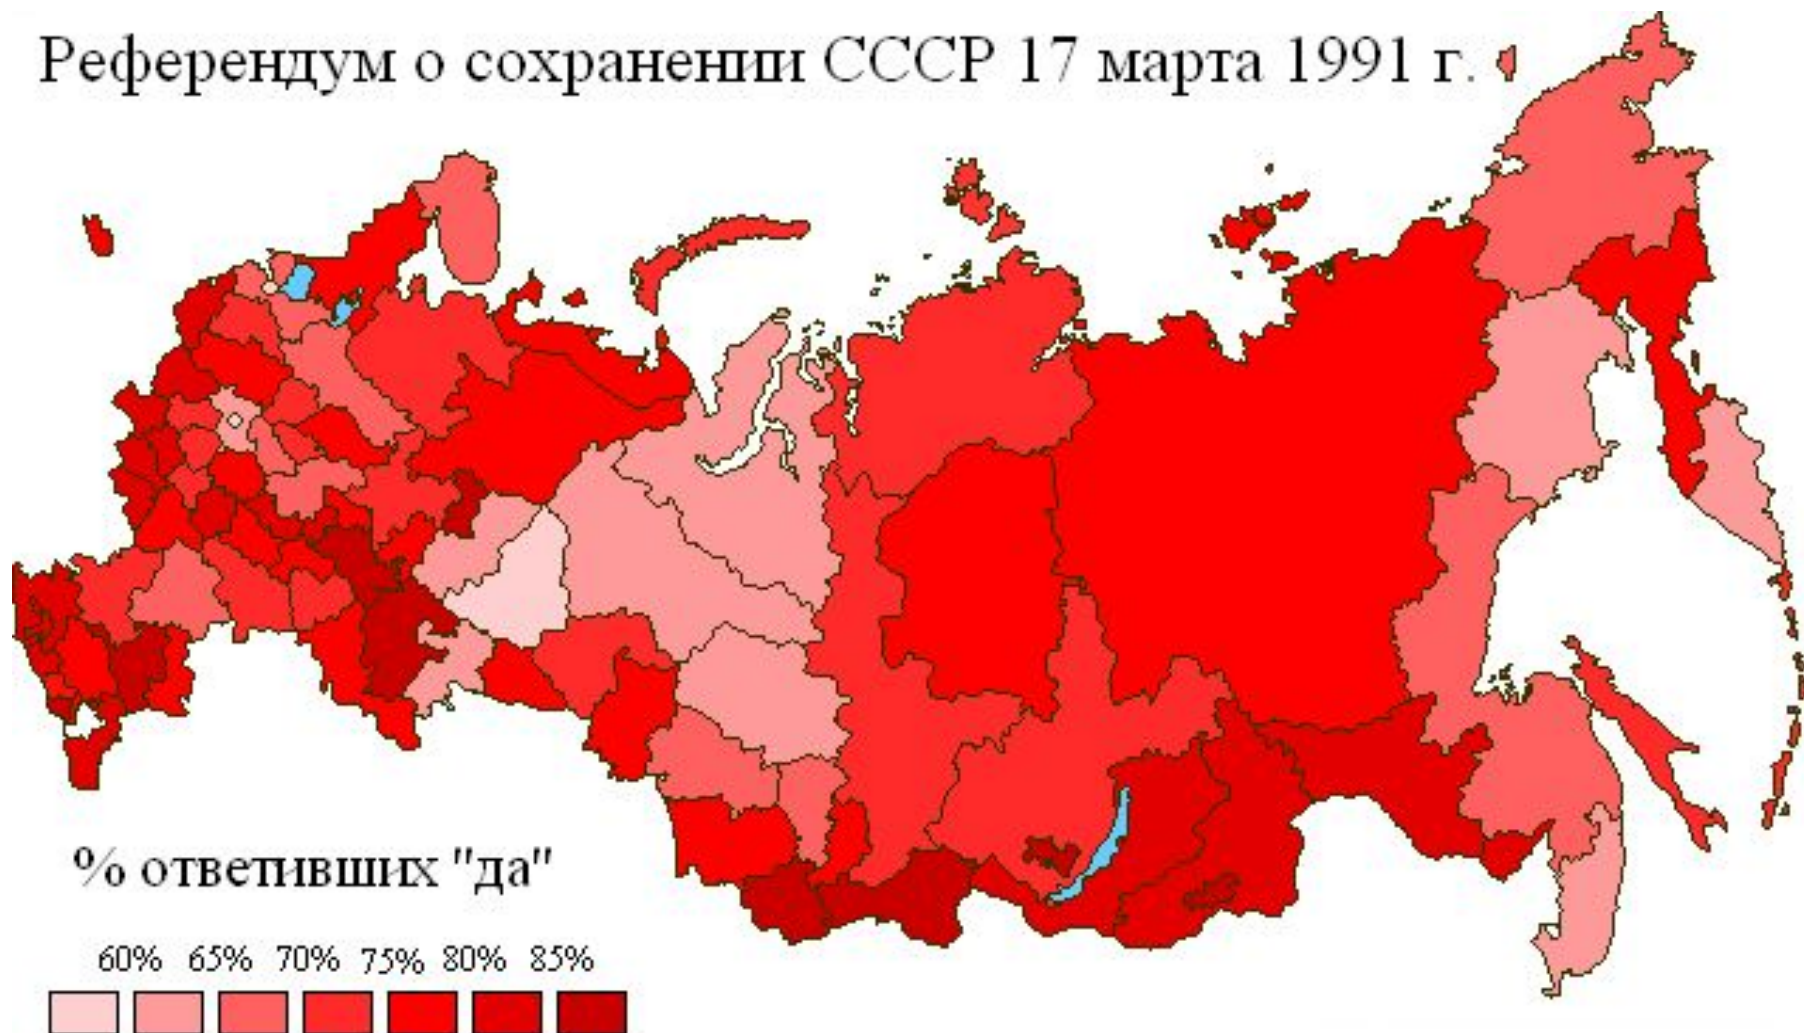 Референдум о сохранении СССР 17 марта 1991 г.
% ответивших "да"
60% 65% 70% 75% 80% 85%